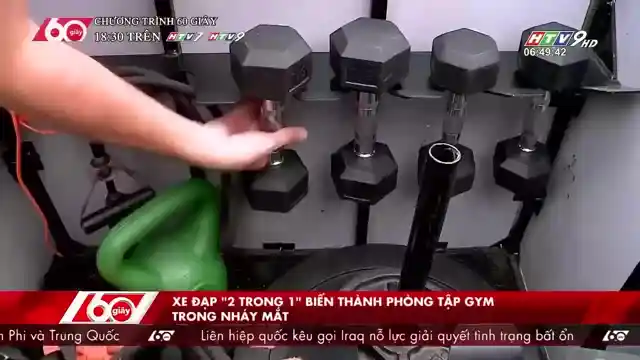 60 giây
CHƯƠNG TRÌNH 60 GIÂY
18:30 TRÊN HTV7 HTV9
HTV9 HD
06:49:42
60 giây
XE ĐẠP "2 TRONG 1" BIẾN THÀNH PHÒNG TẬP GYM
TRONG NHÁY MẮT
n Phi và Trung Quốc 60 Liên hiệp quốc kêu gọi Iraq nỗ lực giải quyết tình trạng bất ổn 60